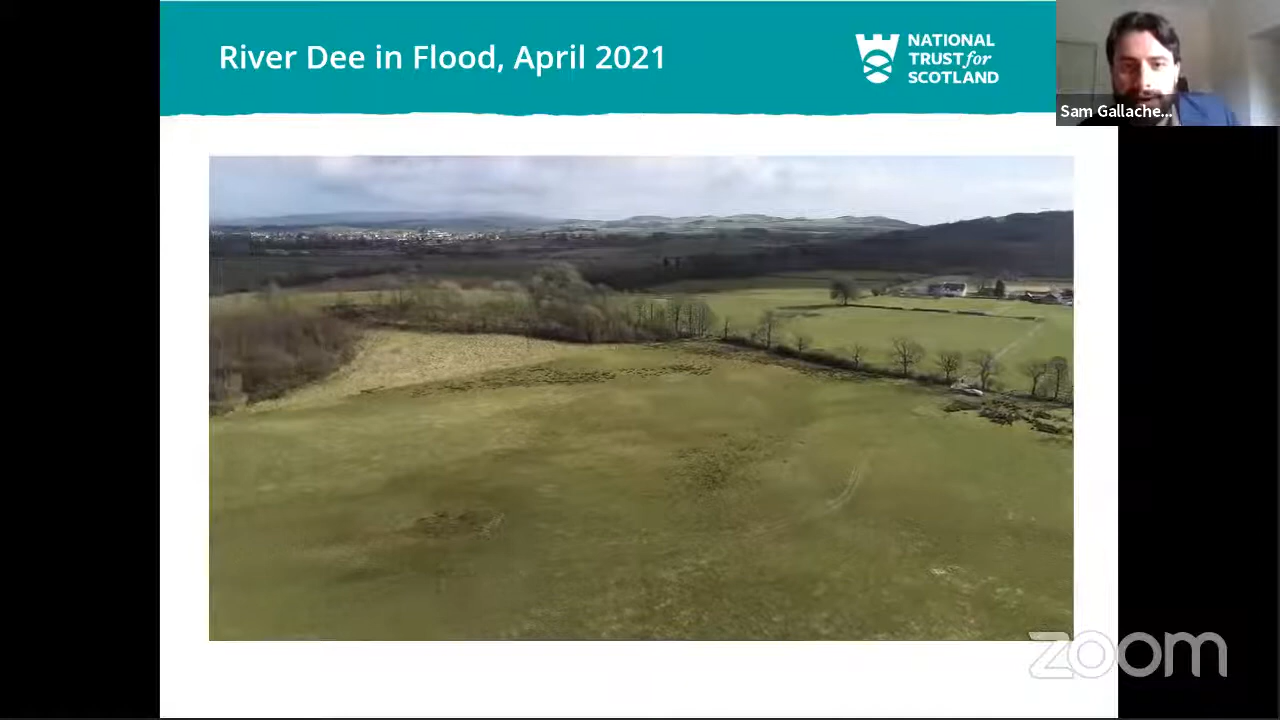 River Dee in Flood, April 2021
NATIONAL
TRUST for
SCOTLAND
Sam Gallache...
zoom